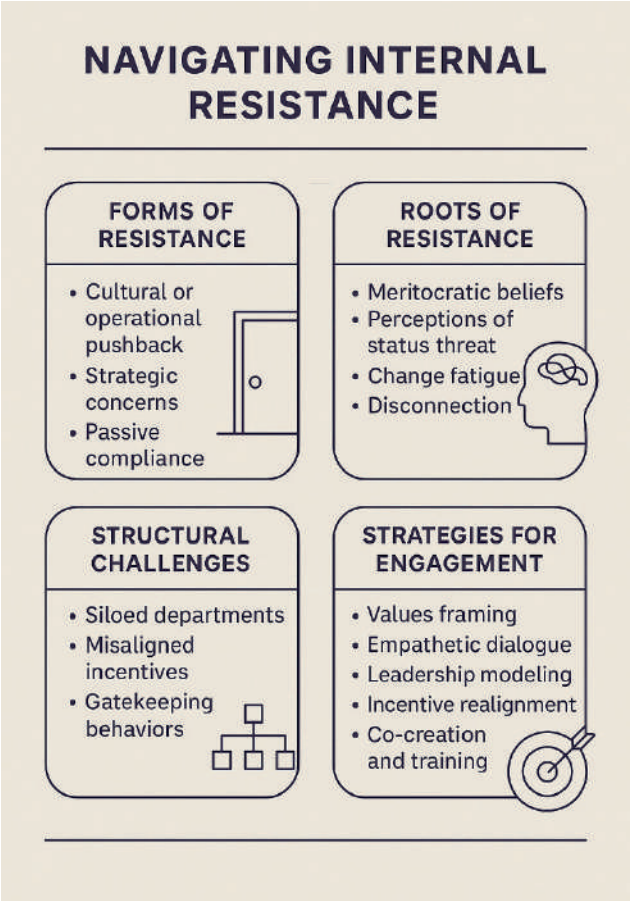 NAVIGATING INTERNAL
RESISTANCE
FORMS OF
RESISTANCE
• Cultural or
operational
pushback
• Strategic
concerns
• Passive
compliance
ROOTS OF
RESISTANCE
• Meritocratic beliefs
• Perceptions of
status threat
• Change fatigue
• Disconnection
STRUCTURAL
CHALLENGES
• Siloed departments
• Misaligned
incentives
• Gatekeeping
behaviors
STRATEGIES FOR
ENGAGEMENT
• Values framing
• Empathetic dialogue
• Leadership modeling
• Incentive realignment
• Co-creation
and training